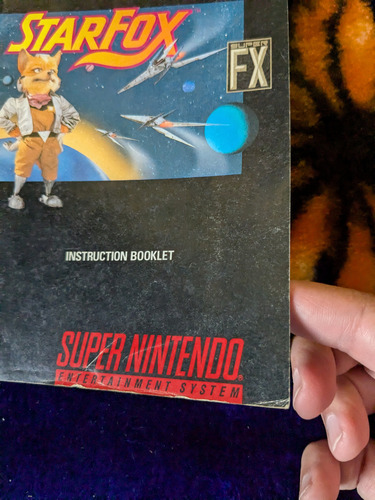 STARFOX
SUPER
FX
INSTRUCTION BOOKLET
SUPER NINTENDO
ENTERTAINMENT SYSTEM